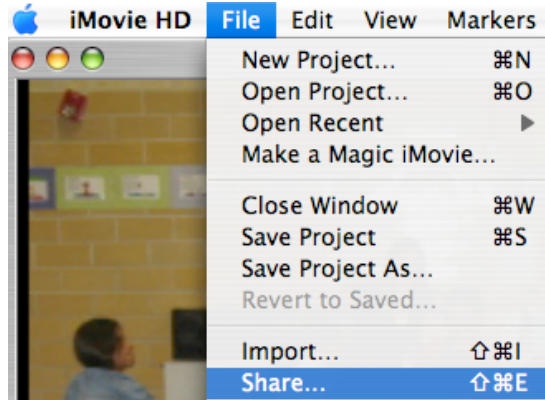 iMovie HD File Edit View Markers
New Project... ⌘N
Open Project... ⌘O
Open Recent ▶
Make a Magic iMovie...
Close Window ⌘W
Save Project ⌘S
Save Project As...
Revert to Saved...
Import... ⇧⌘I
Share... ⇧⌘E